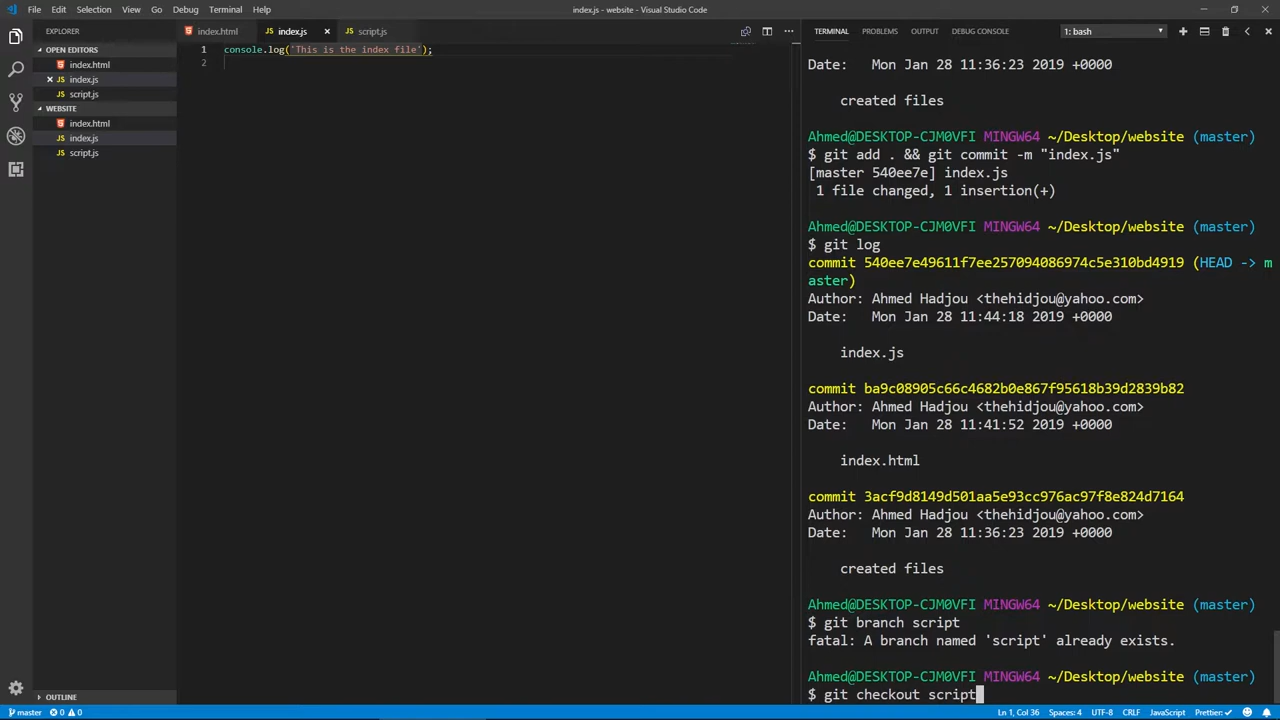 File Edit Selection View Go Debug Terminal Help
index.js - website - Visual Studio Code
EXPLORER
OPEN EDITORS
index.html
JS index.js
JS script.js
WEBSITE
index.html
JS index.js
JS script.js
OUTLINE
index.html
JS index.js
JS script.js
1 console.log('This is the index file');
2
TERMINAL PROBLEMS OUTPUT DEBUG CONSOLE
1: bash
Date:   Mon Jan 28 11:36:23 2019 +0000
created files
Ahmed@DESKTOP-CJM0VFI MINGW64 ~/Desktop/website (master)
$ git add . && git commit -m "index.js"
[master 540ee7e] index.js
1 file changed, 1 insertion(+)
Ahmed@DESKTOP-CJM0VFI MINGW64 ~/Desktop/website (master)
$ git log
commit 540ee7e49611f7ee257094086974c5e310bd4919 (HEAD -> m
aster)
Author: Ahmed Hadjou <thehidjou@yahoo.com>
Date:   Mon Jan 28 11:44:18 2019 +0000
index.js
commit ba9c08905c66c4682b0e867f95618b39d2839b82
Author: Ahmed Hadjou <thehidjou@yahoo.com>
Date:   Mon Jan 28 11:41:52 2019 +0000
index.html
commit 3acf9d8149d501aa5e93cc976ac97f8e824d7164
Author: Ahmed Hadjou <thehidjou@yahoo.com>
Date:   Mon Jan 28 11:36:23 2019 +0000
created files
Ahmed@DESKTOP-CJM0VFI MINGW64 ~/Desktop/website (master)
$ git branch script
fatal: A branch named 'script' already exists.
Ahmed@DESKTOP-CJM0VFI MINGW64 ~/Desktop/website (master)
$ git checkout script
master 0 0
Ln 1, Col 36 Spaces: 4 UTF-8 CRLF JavaScript Prettier: ✓